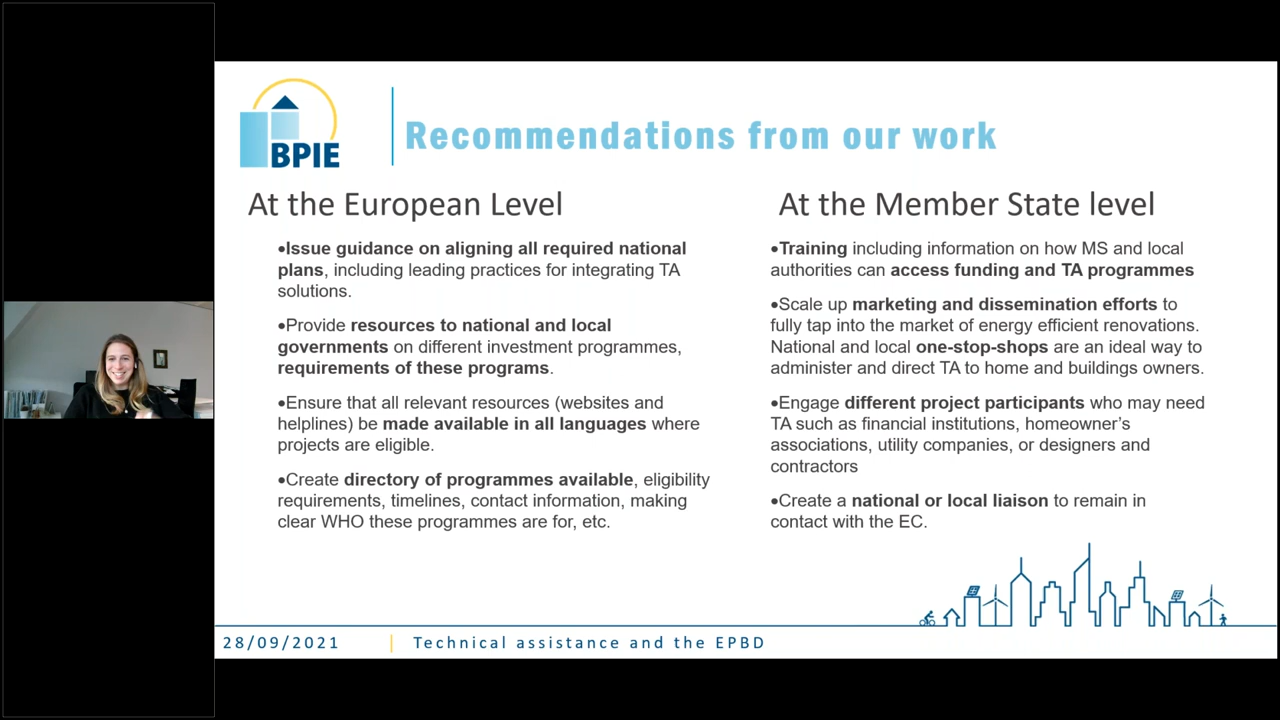 BPIE
Recommendations from our work
At the European Level
•Issue guidance on aligning all required national
plans, including leading practices for integrating TA
solutions.
•Provide resources to national and local
governments on different investment programmes,
requirements of these programs.
•Ensure that all relevant resources (websites and
helplines) be made available in all languages where
projects are eligible.
•Create directory of programmes available, eligibility
requirements, timelines, contact information, making
clear WHO these programmes are for, etc.
At the Member State level
•Training including information on how MS and local
authorities can access funding and TA programmes
•Scale up marketing and dissemination efforts to
fully tap into the market of energy efficient renovations.
National and local one-stop-shops are an ideal way to
administer and direct TA to home and buildings owners.
•Engage different project participants who may need
TA such as financial institutions, homeowner's
associations, utility companies, or designers and
contractors
•Create a national or local liaison to remain in
contact with the EC.
28/09/2021
Technical assistance and the EPBD